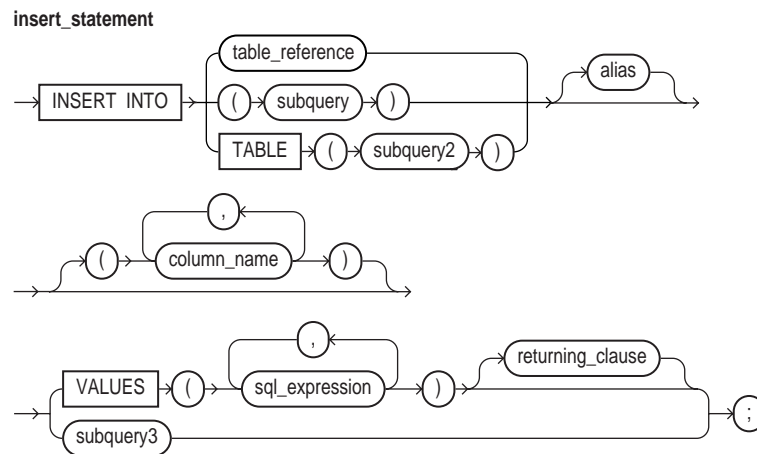 insert_statement
table_reference
INSERT INTO ( subquery ) alias
TABLE ( subquery2 )
,
( column_name )
,
returning_clause
VALUES ( sql_expression )
subquery3 ;